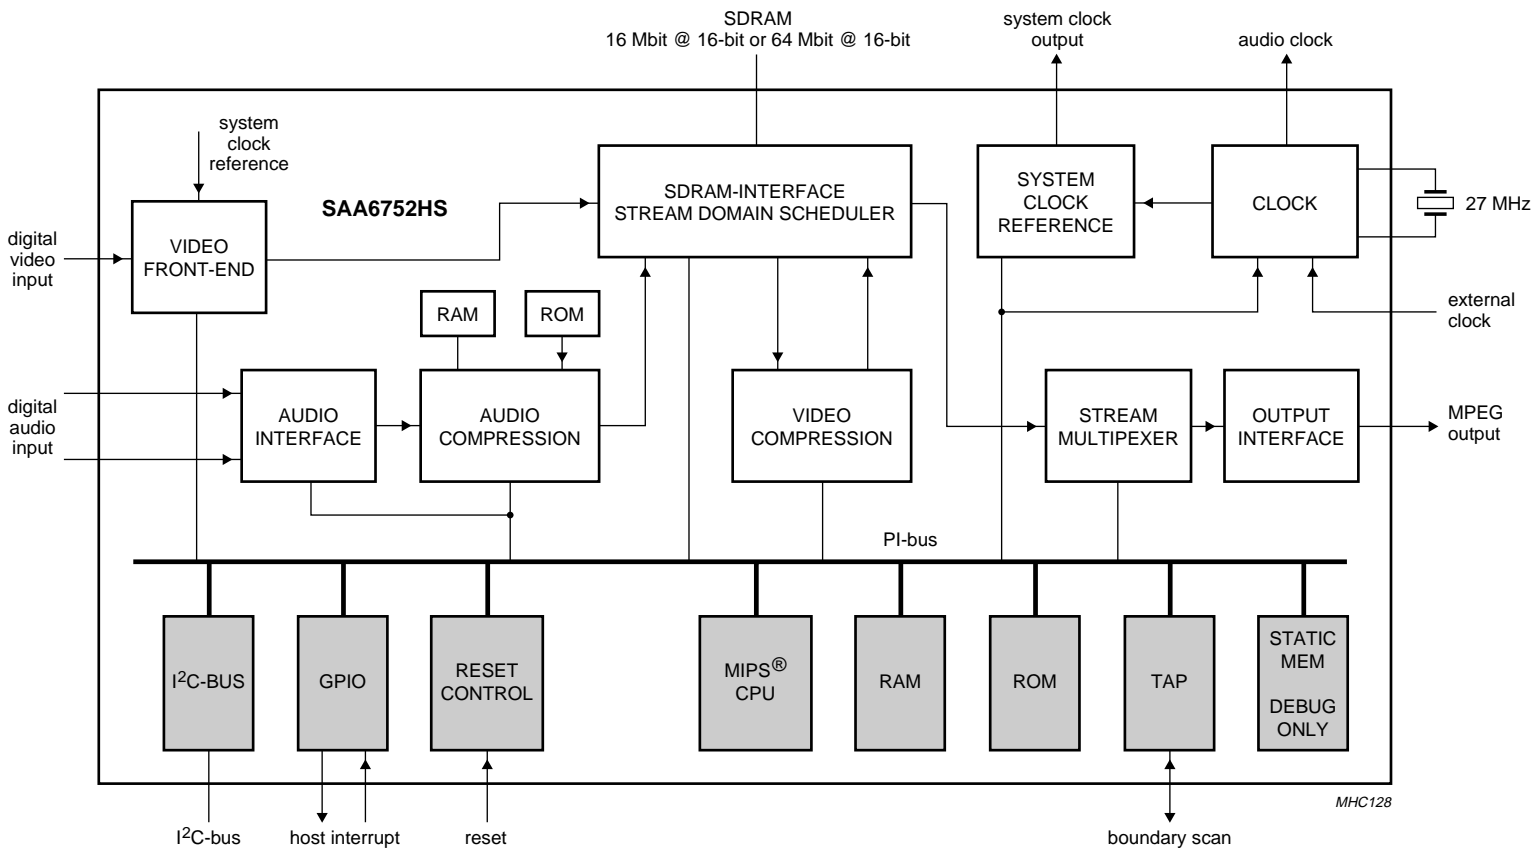 SDRAM
16 Mbit @ 16-bit or 64 Mbit @ 16-bit
system clock
output
audio clock
system
clock
reference
SAA6752HS
SDRAM-INTERFACE
STREAM DOMAIN SCHEDULER
SYSTEM
CLOCK
REFERENCE
CLOCK
27 MHz
digital
video
input
VIDEO
FRONT-END
RAM
ROM
external
clock
digital
audio
input
AUDIO
INTERFACE
AUDIO
COMPRESSION
VIDEO
COMPRESSION
STREAM
MULTIPEXER
OUTPUT
INTERFACE
MPEG
output
PI-bus
I²C-BUS
GPIO
RESET
CONTROL
MIPS®
CPU
RAM
ROM
TAP
STATIC
MEM
DEBUG
ONLY
MHC128
I²C-bus
host interrupt
reset
boundary scan